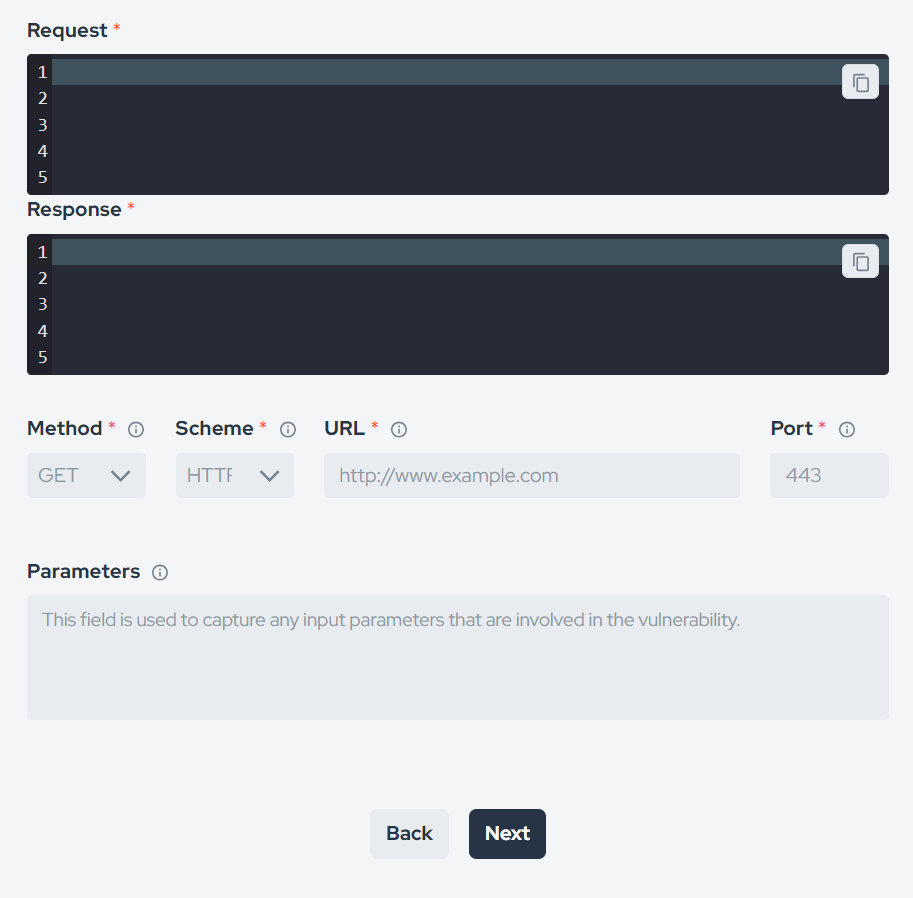 Request *
1
2
3
4
5
Response *
1
2
3
4
5
Method * Scheme * URL * Port *
GET HTTF http://www.example.com 443
Parameters
This field is used to capture any input parameters that are involved in the vulnerability.
Back Next